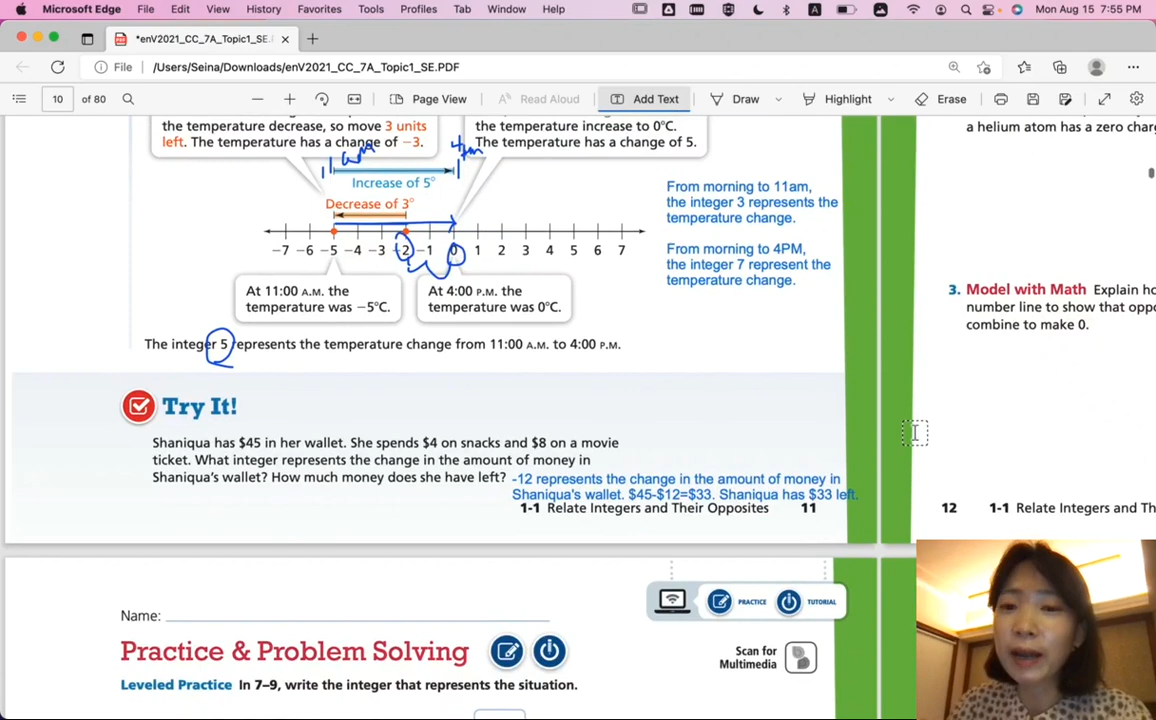 Microsoft Edge File Edit View History Favorites Tools Profiles Tab Window Help A Mon Aug 15 7:55 PM
*enV2021_CC_7A_Topic1_SE.
File /Users/Seina/Downloads/enV2021_CC_7A_Topic1_SE.PDF
10 of 80 Page View Read Aloud Add Text Draw Highlight Erase
the temperature decrease, so move 3 units
left. The temperature has a change of −3.
the temperature increase to 0°C.
The temperature has a change of 5.
a helium atom has a zero charg
11am
4pm
Increase of 5°
Decrease of 3°
From morning to 11am,
the integer 3 represents the
temperature change.
−7 −6 −5 −4 −3 −2 −1 0 1 2 3 4 5 6 7
From morning to 4PM,
the integer 7 represent the
temperature change.
At 11:00 A.M. the
temperature was −5°C.
At 4:00 P.M. the
temperature was 0°C.
3. Model with Math Explain ho
number line to show that oppo
combine to make 0.
The integer 5 represents the temperature change from 11:00 A.M. to 4:00 P.M.
Try It!
Shaniqua has $45 in her wallet. She spends $4 on snacks and $8 on a movie
ticket. What integer represents the change in the amount of money in
Shaniqua's wallet? How much money does she have left?
-12 represents the change in the amount of money in
Shaniqua's wallet. $45-$12=$33. Shaniqua has $33 left.
1-1 Relate Integers and Their Opposites 11
12 1-1 Relate Integers and Th
PRACTICE TUTORIAL
Name:
Practice & Problem Solving
Scan for
Multimedia
Leveled Practice In 7–9, write the integer that represents the situation.